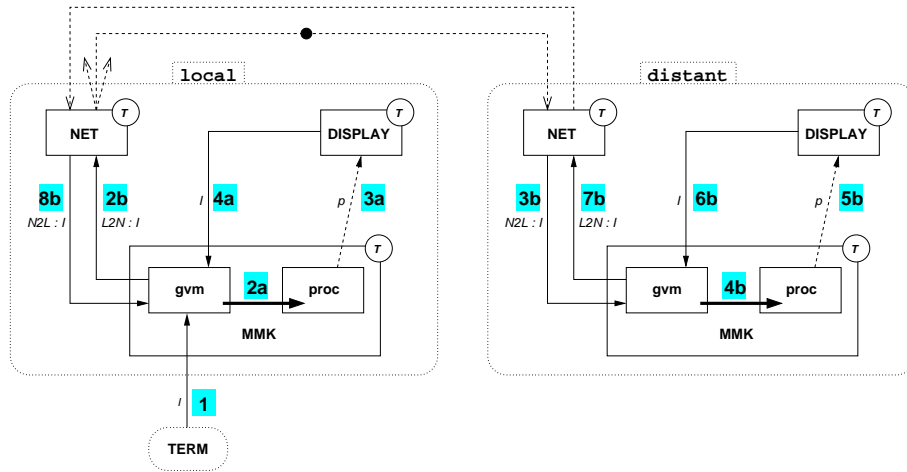 local
distant
T
T
T
T
NET
DISPLAY
NET
DISPLAY
8b
2b
l
4a
p
3a
3b
7b
l
6b
p
5b
N2L : l
L2N : l
N2L : l
L2N : l
T
T
gvm
2a
proc
gvm
4b
proc
MMK
MMK
l
1
TERM